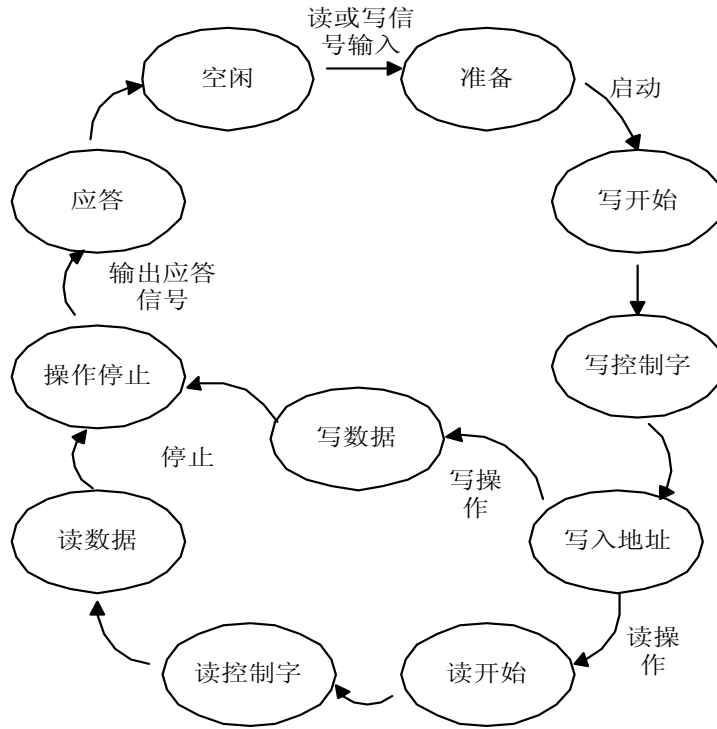 读或写信
号输入
空闲
准备
启动
应答
写开始
输出应答
信号
操作停止
写控制字
写数据
停止
写操
作
读数据
写入地址
读操
作
读控制字
读开始